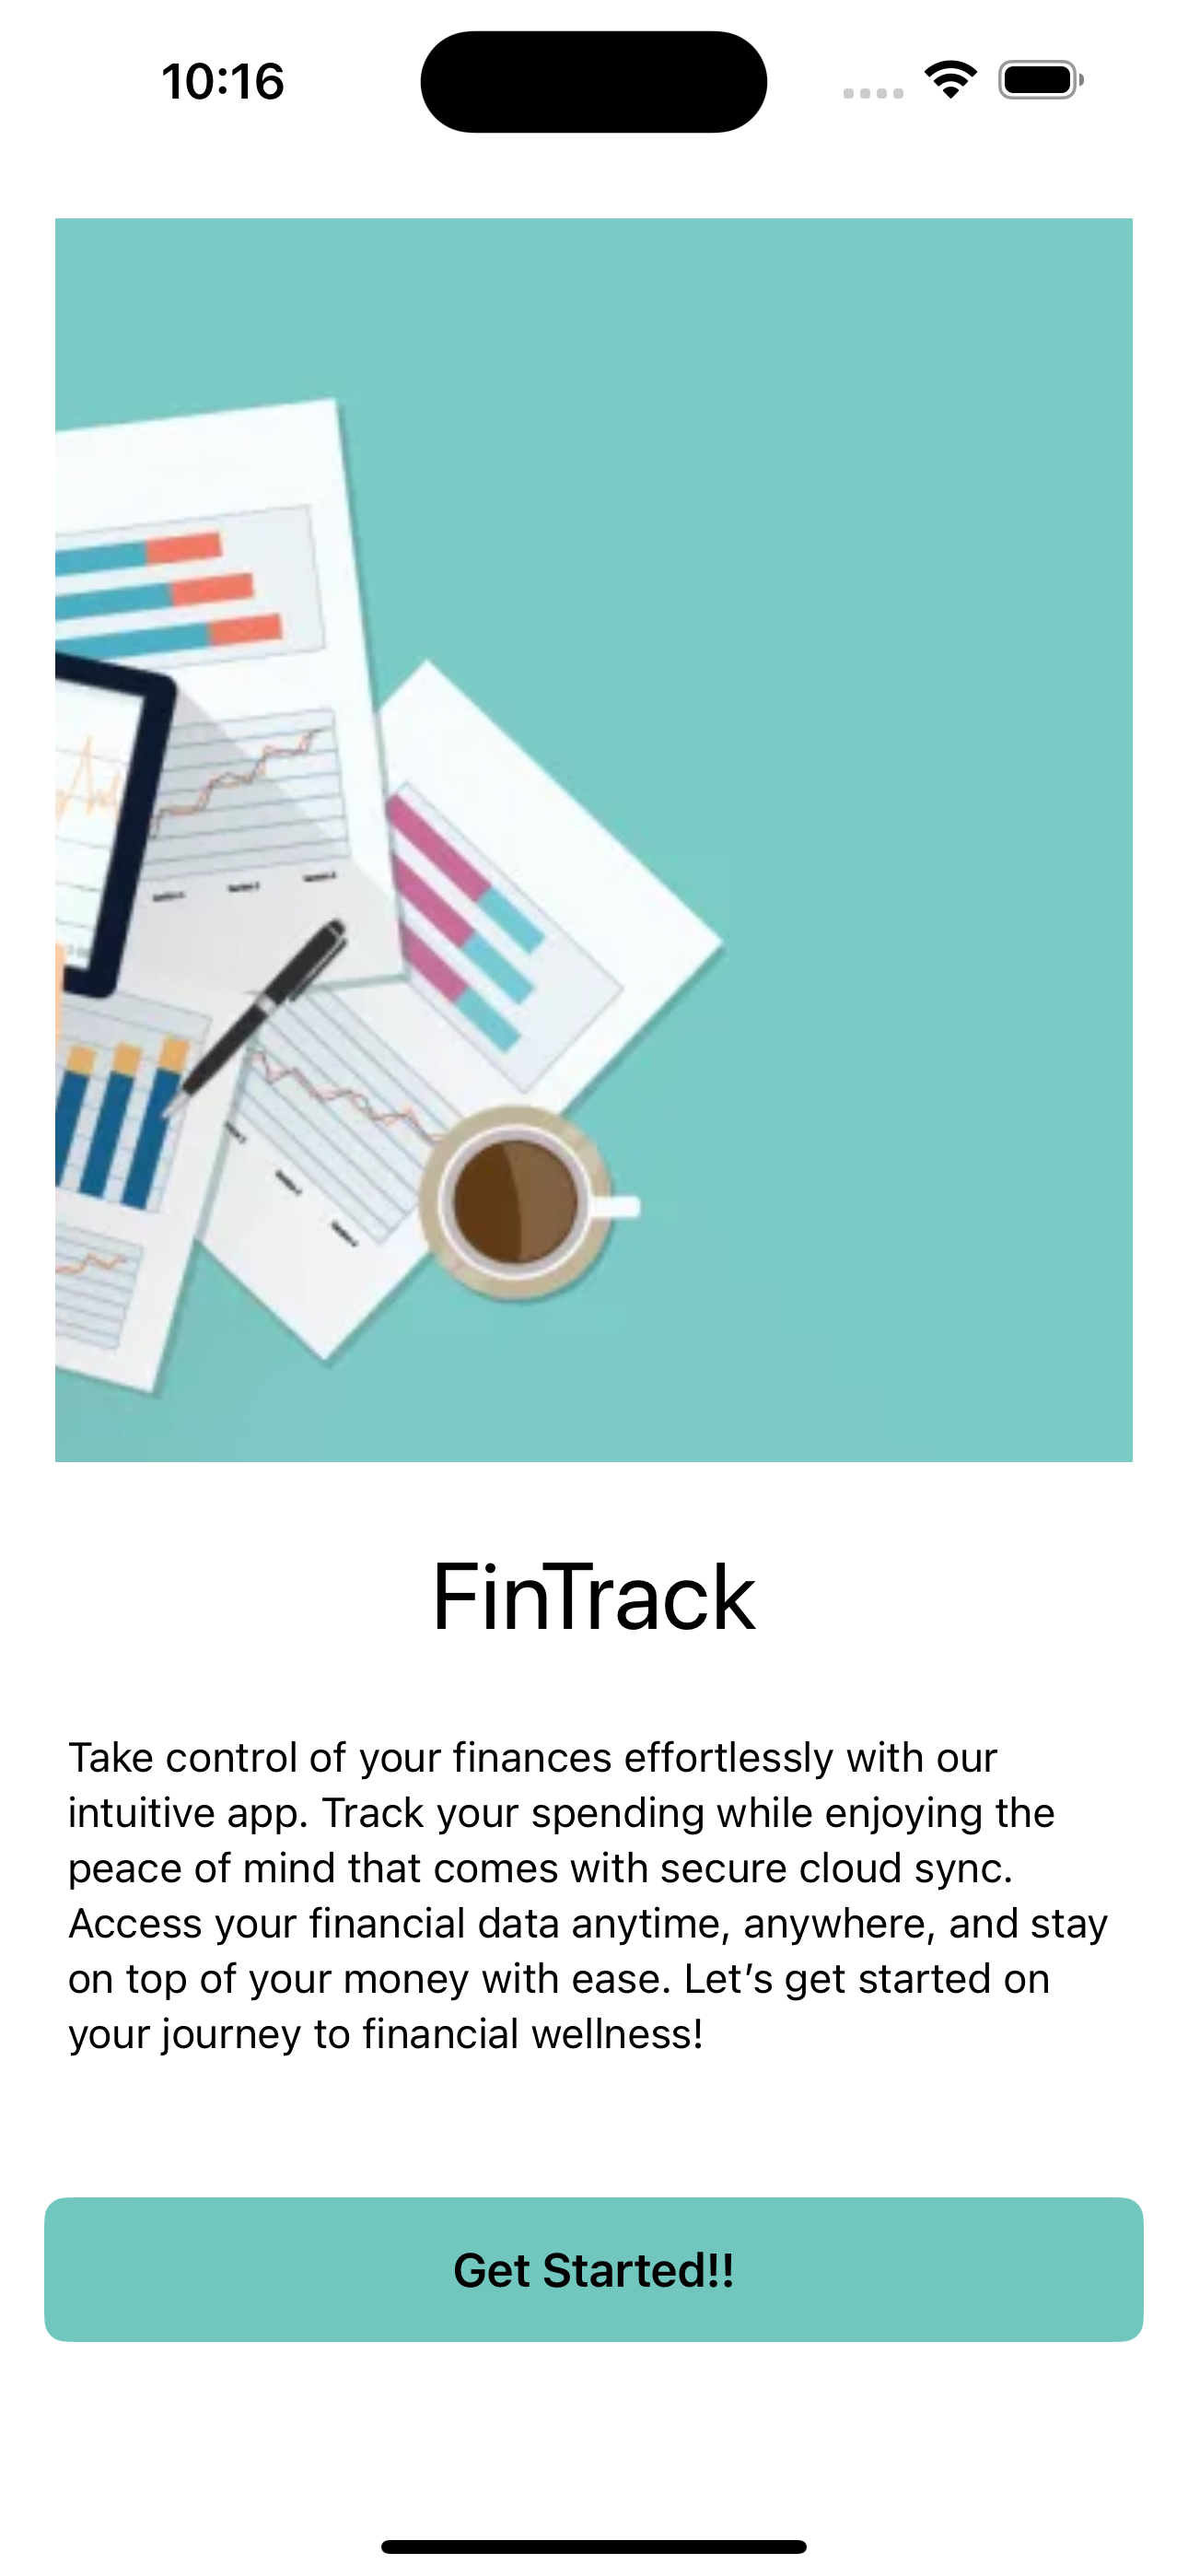 10:16
FinTrack
Take control of your finances effortlessly with our
intuitive app. Track your spending while enjoying the
peace of mind that comes with secure cloud sync.
Access your financial data anytime, anywhere, and stay
on top of your money with ease. Let’s get started on
your journey to financial wellness!
Get Started!!